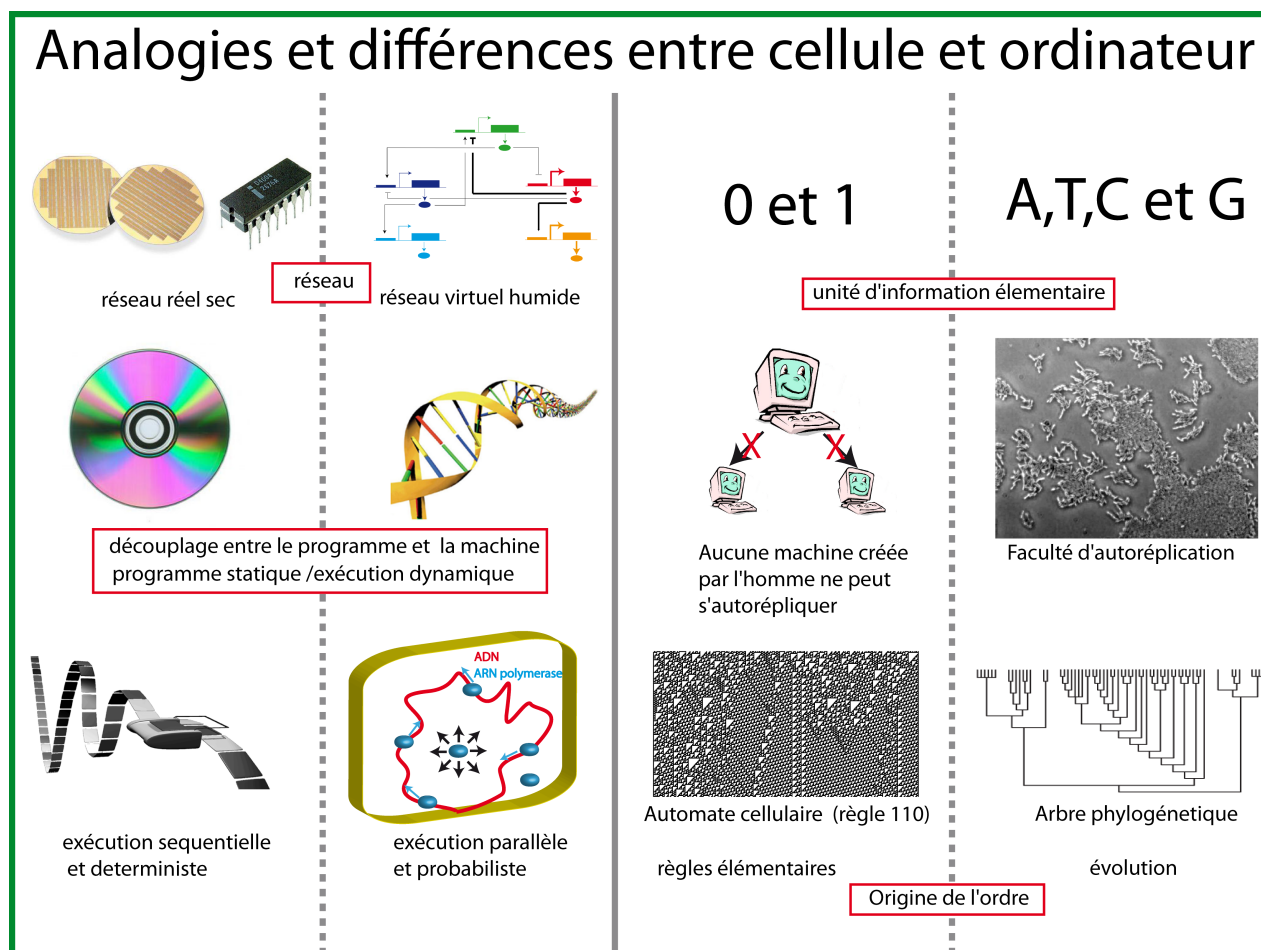 Analogies et différences entre cellule et ordinateur
réseau réel sec
réseau
réseau virtuel humide
découplage entre le programme et la machine
programme statique /exécution dynamique
exécution sequentielle
et deterministe
ADN
ARN polymerase
exécution parallèle
et probabiliste
0 et 1
A,T,C et G
unité d'information élementaire
Aucune machine créée
par l'homme ne peut
s'autorépliquer
Faculté d'autoréplication
Automate cellulaire (règle 110)
Arbre phylogénetique
règles élémentaires
évolution
Origine de l'ordre